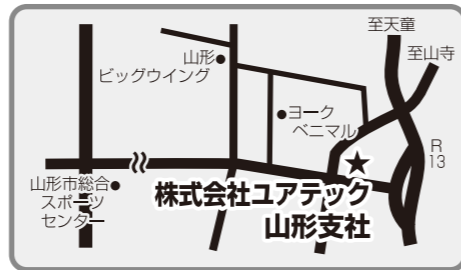 至天童
至山寺
山形
ビッグウイング
ヨーク
ベニマル
R
13
山形市総合
スポーツ
センター
株式会社ユアテック
山形支社